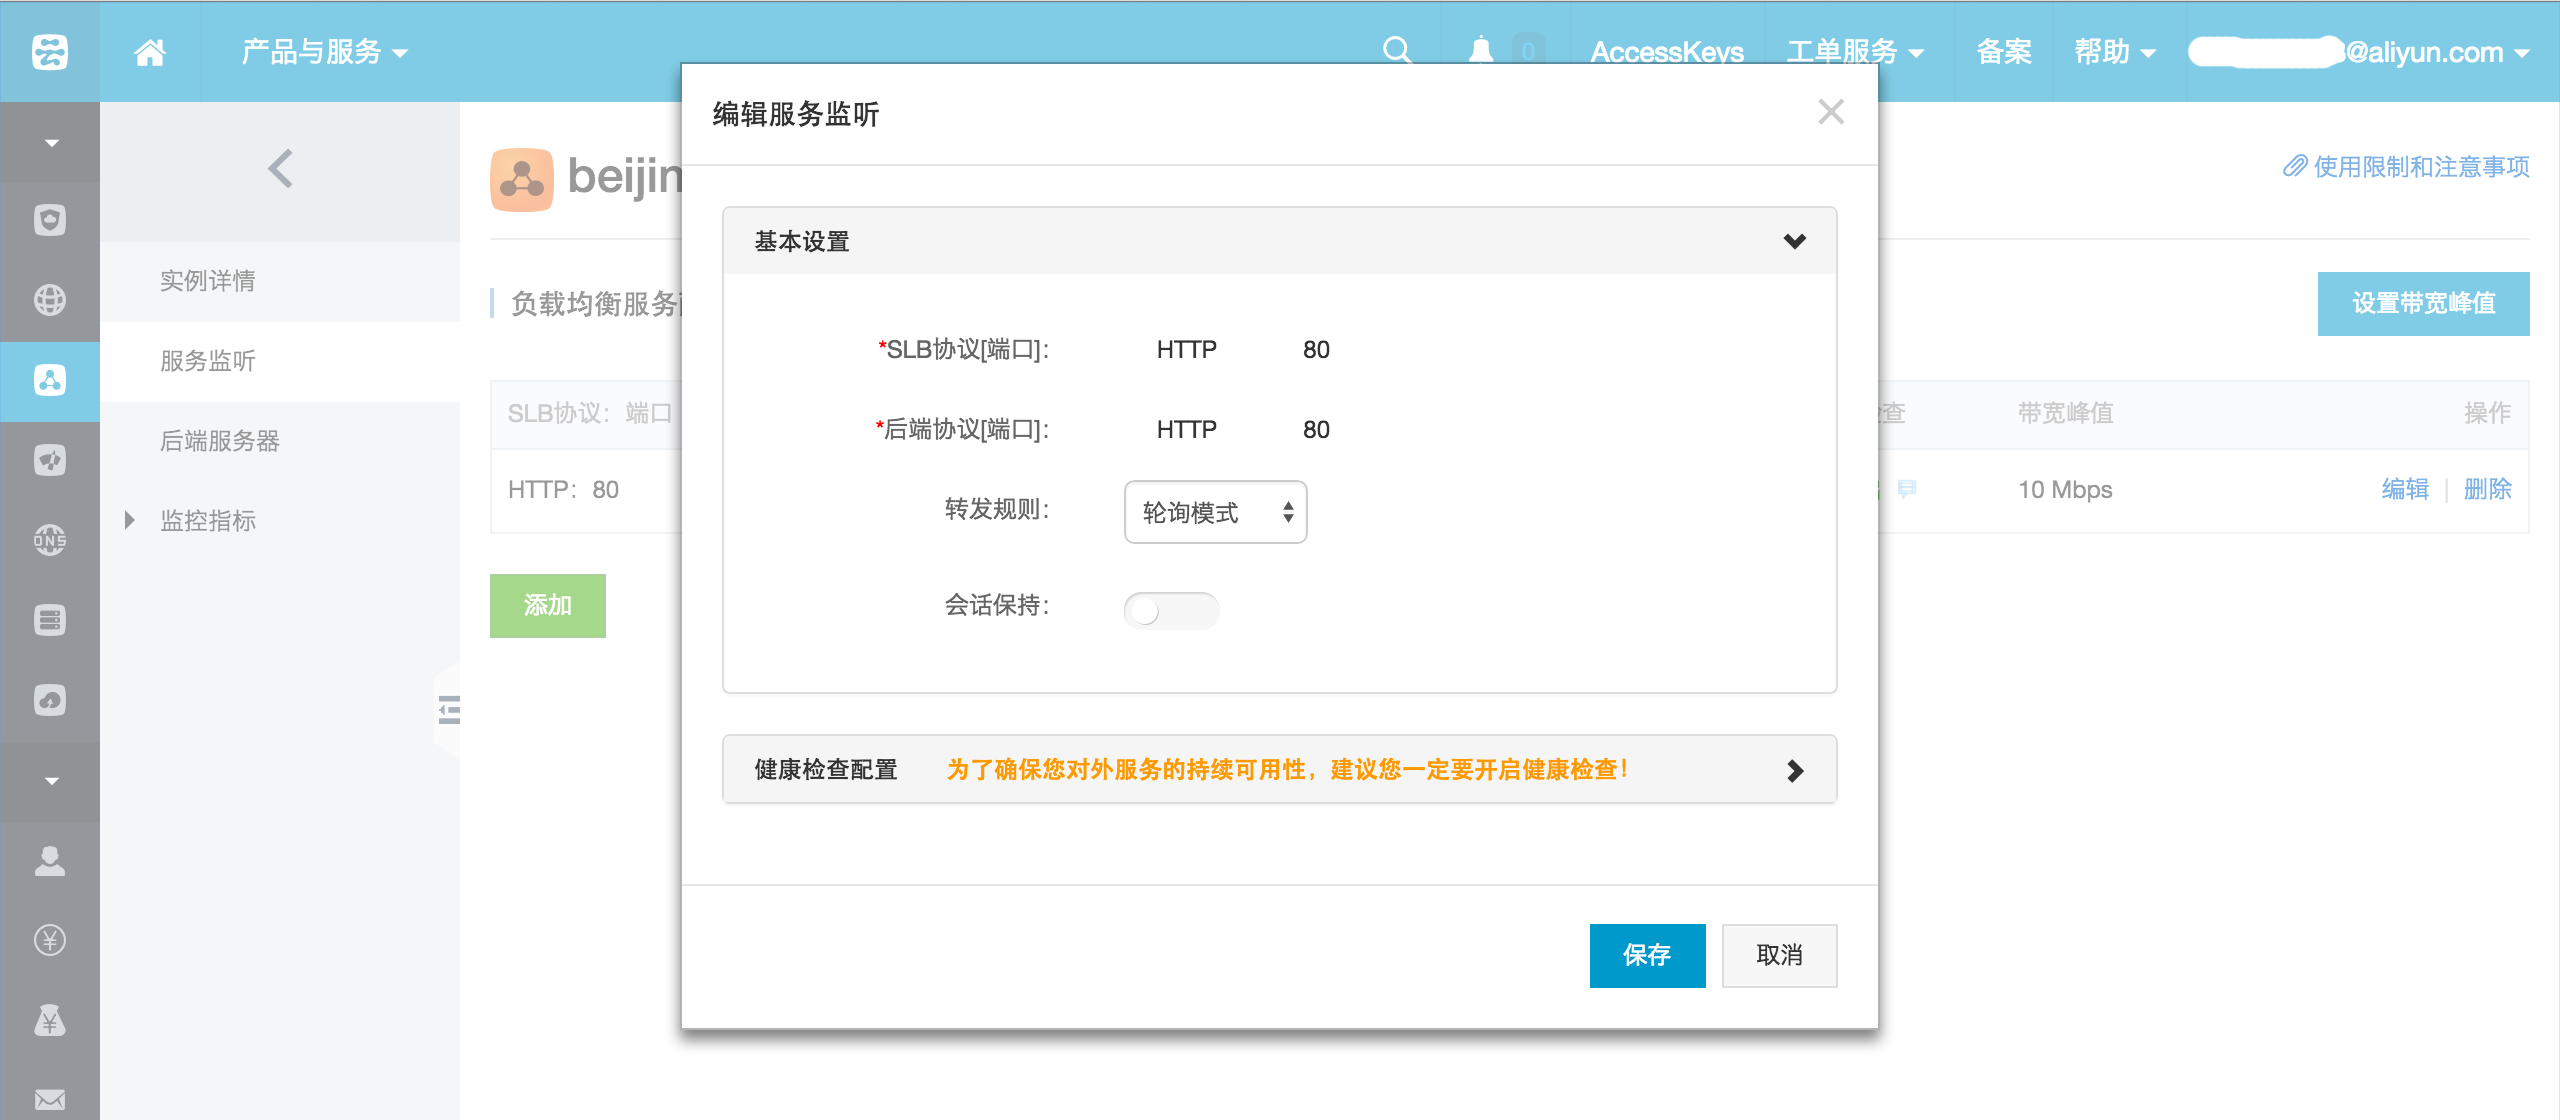 产品与服务
0
AccessKeys
工单服务
备案
帮助
@aliyun.com
编辑服务监听
beijin
使用限制和注意事项
基本设置
实例详情
负载均衡服务
设置带宽峰值
*SLB协议[端口]:
HTTP
80
服务监听
SLB协议：端口
查
带宽峰值
操作
后端服务器
*后端协议[端口]:
HTTP
80
HTTP：80
10 Mbps
编辑
删除
监控指标
转发规则：
轮询模式
DNS
添加
会话保持：
健康检查配置
为了确保您对外服务的持续可用性，建议您一定要开启健康检查！
保存
取消